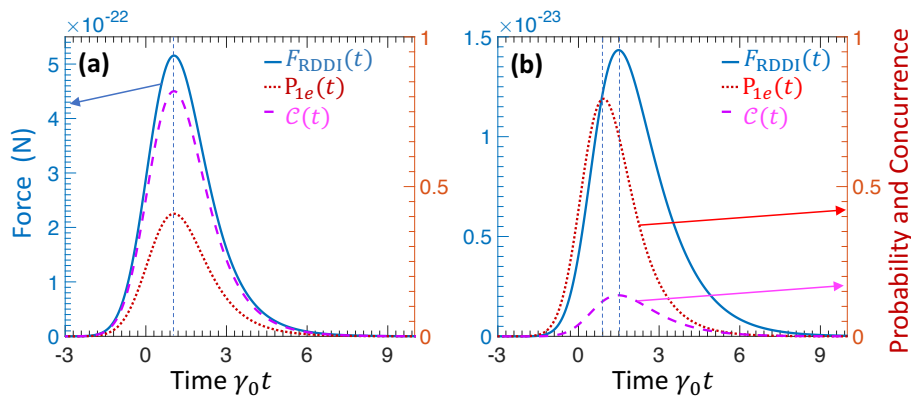 ×10⁻²²
(a)
F_RDDI(t)
P_1e(t)
C(t)
5
4
3
2
1
0
Force (N)
1
0.5
0
-3 0 3 6 9
Time γ₀t
×10⁻²³
(b)
F_RDDI(t)
P_1e(t)
C(t)
1.5
1
0.5
0
1
0.5
0
-3 0 3 6 9
Time γ₀t
Probability and Concurrence